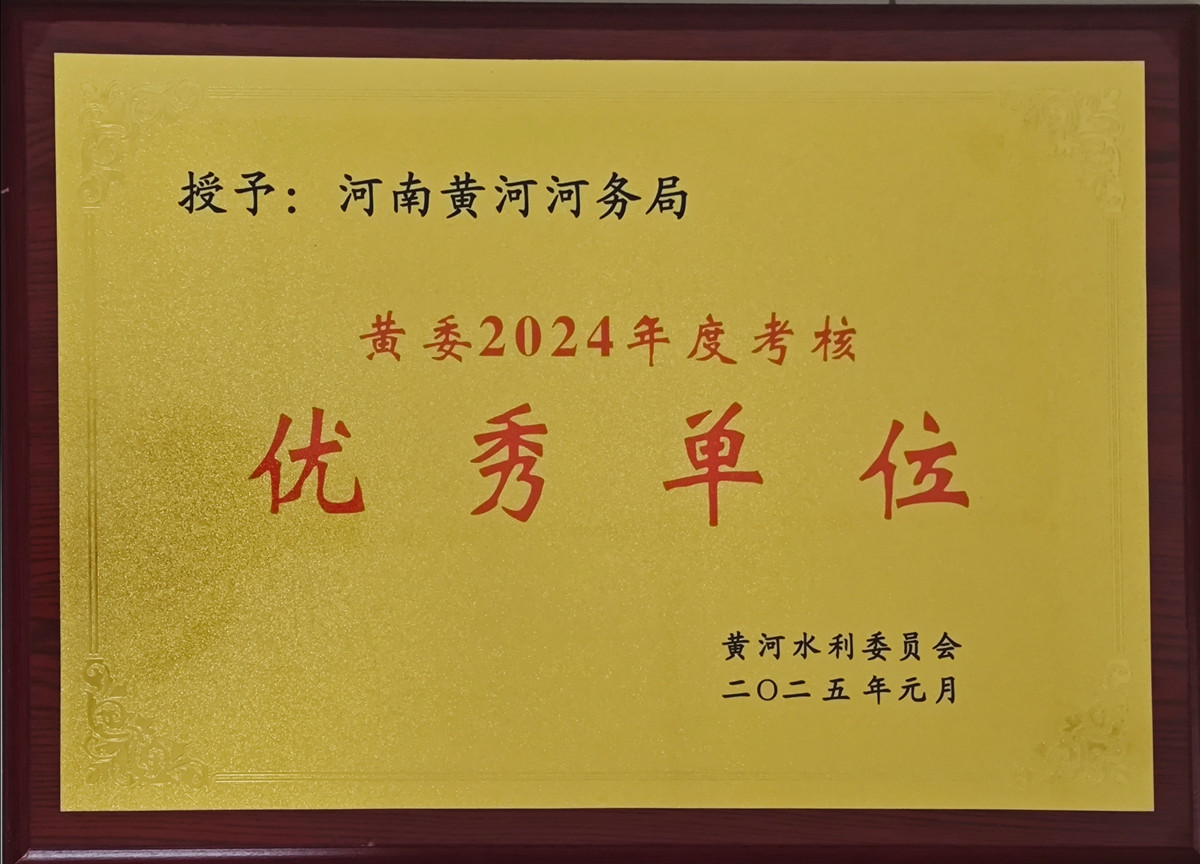 授予：河南黄河河务局
黄委2024年度考核
优秀单位
黄河水利委员会
二〇二五年元月